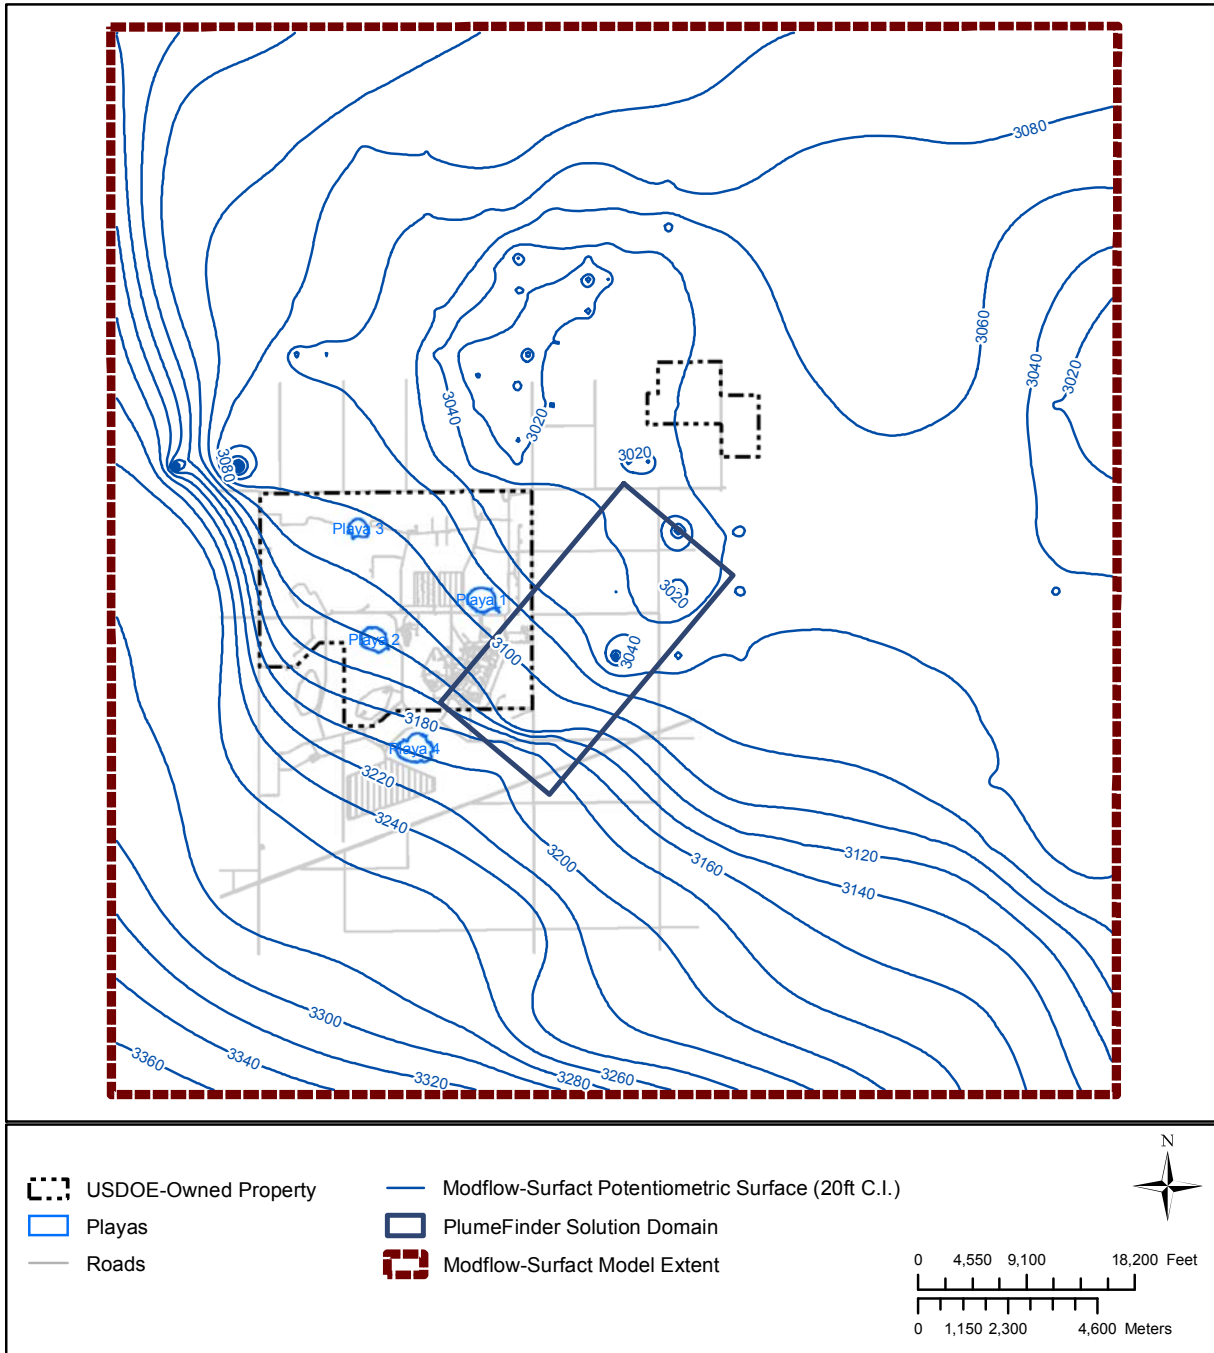 3080
3060
3040
3020
3040
3020
3020
3080
Playa 3
3020
Playa 1
Playa 2
3100
3040
3180
Playa 4
3220
3240
3200
3160
3120
3140
3300
3360
3340
3320
3280
3260
N
USDOE-Owned Property
Modflow-Surfact Potentiometric Surface (20ft C.I.)
Playas
PlumeFinder Solution Domain
Roads
Modflow-Surfact Model Extent
0 4,550 9,100 18,200 Feet
0 1,150 2,300 4,600 Meters